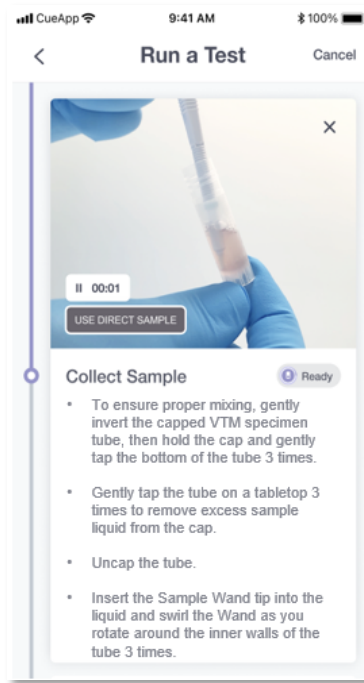 CueApp 9:41 AM 100%
Run a Test Cancel
00:01
USE DIRECT SAMPLE
Collect Sample Ready
• To ensure proper mixing, gently
invert the capped VTM specimen
tube, then hold the cap and gently
tap the bottom of the tube 3 times.
• Gently tap the tube on a tabletop 3
times to remove excess sample
liquid from the cap.
• Uncap the tube.
• Insert the Sample Wand tip into the
liquid and swirl the Wand as you
rotate around the inner walls of the
tube 3 times.